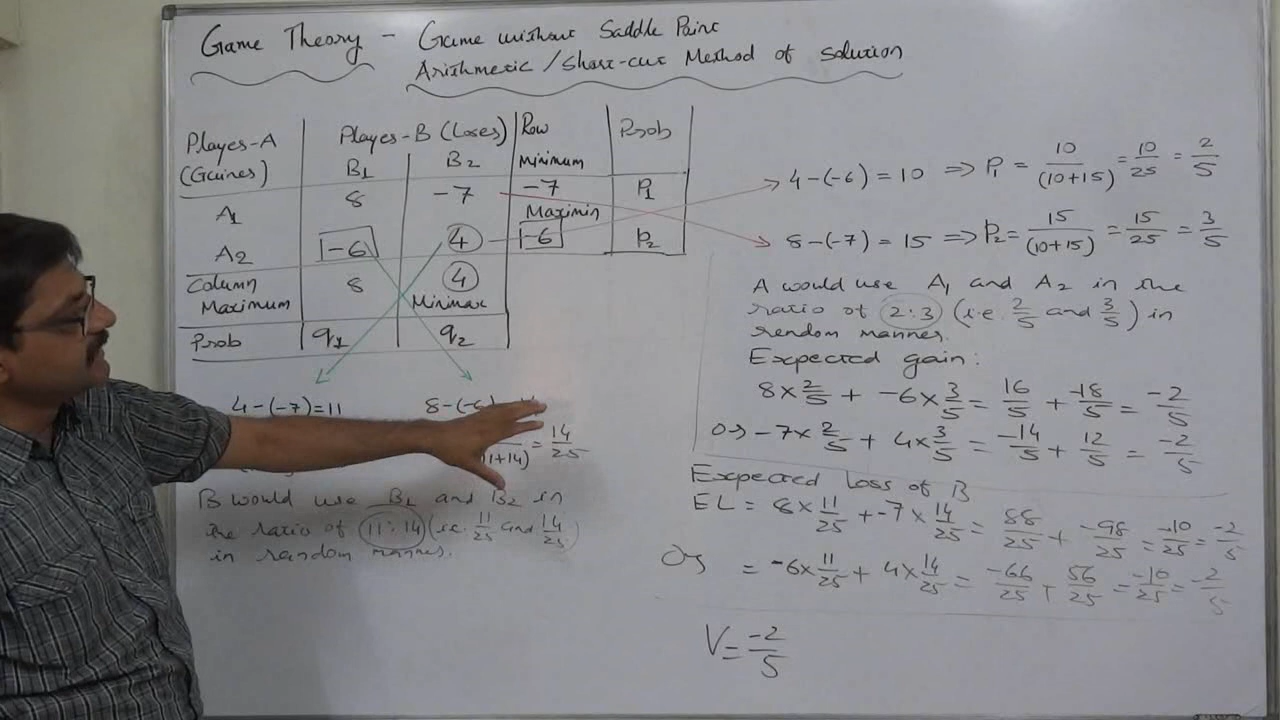 Game Theory - Game without Saddle Point
Arithmetic / Short-cut Method of Solution
Player-A (Gaines) | Player-B (Loses) | Row Minimum | Prob
B1 | B2
A1 | 8 | -7 | -7 | P1
Maximin
A2 | -6 | 4 | -6 | P2
Column Maximum | 8 | 4 Minimax
Prob | q1 | q2
4-(-7)=11
8-(-6)
11+14) = 14/25
B would use B1 and B2 in
the ratio of 11:14 (i.e. 11/25 and 14/25)
in random manner.
4-(-6) = 10 ⇒ P1 = 10/(10+15) = 10/25 = 2/5
8-(-7) = 15 ⇒ P2 = 15/(10+15) = 15/25 = 3/5
A would use A1 and A2 in the
ratio of 2:3 (i.e. 2/5 and 3/5) in
random manner.
Expected gain:
8×2/5 + -6×3/5 = 16/5 + -18/5 = -2/5
Or -7×2/5 + 4×3/5 = -14/5 + 12/5 = -2/5
Expected loss of B
EL = 8×11/25 + -7×14/25 = 88/25 + -98/25 = -10/25 = -2/5
Or = -6×11/25 + 4×14/25 = -66/25 + 56/25 = -10/25 = -2/5
V = -2/5